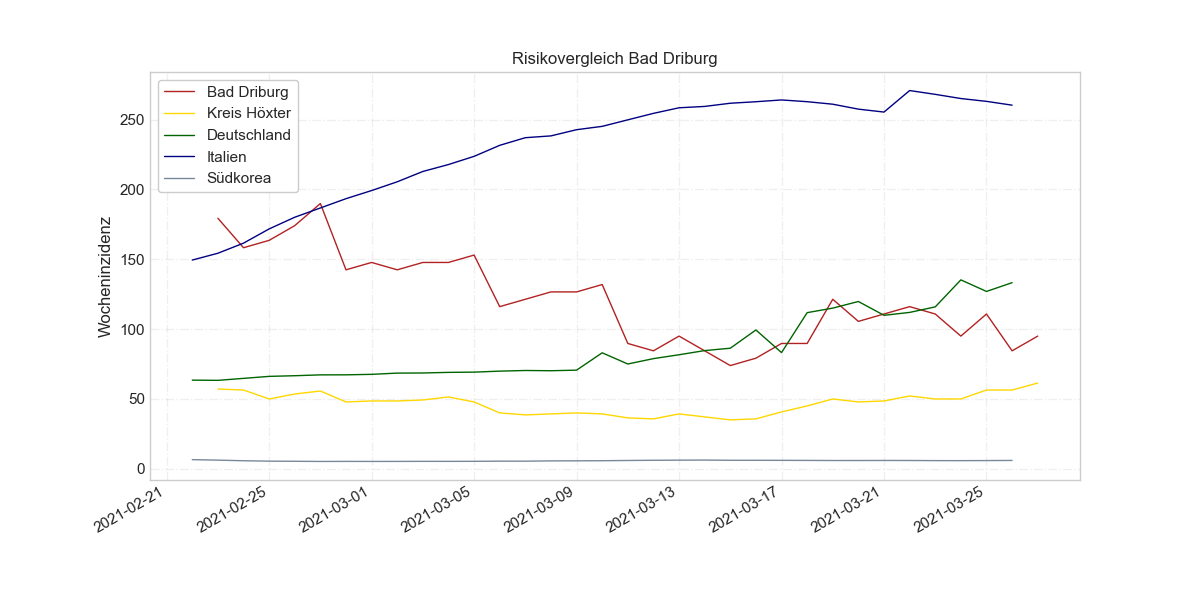 Risikovergleich Bad Driburg
Bad Driburg
Kreis Höxter
Deutschland
Italien
Südkorea
Wocheninzidenz
250
200
150
100
50
0
2021-02-21
2021-02-25
2021-03-01
2021-03-05
2021-03-09
2021-03-13
2021-03-17
2021-03-21
2021-03-25